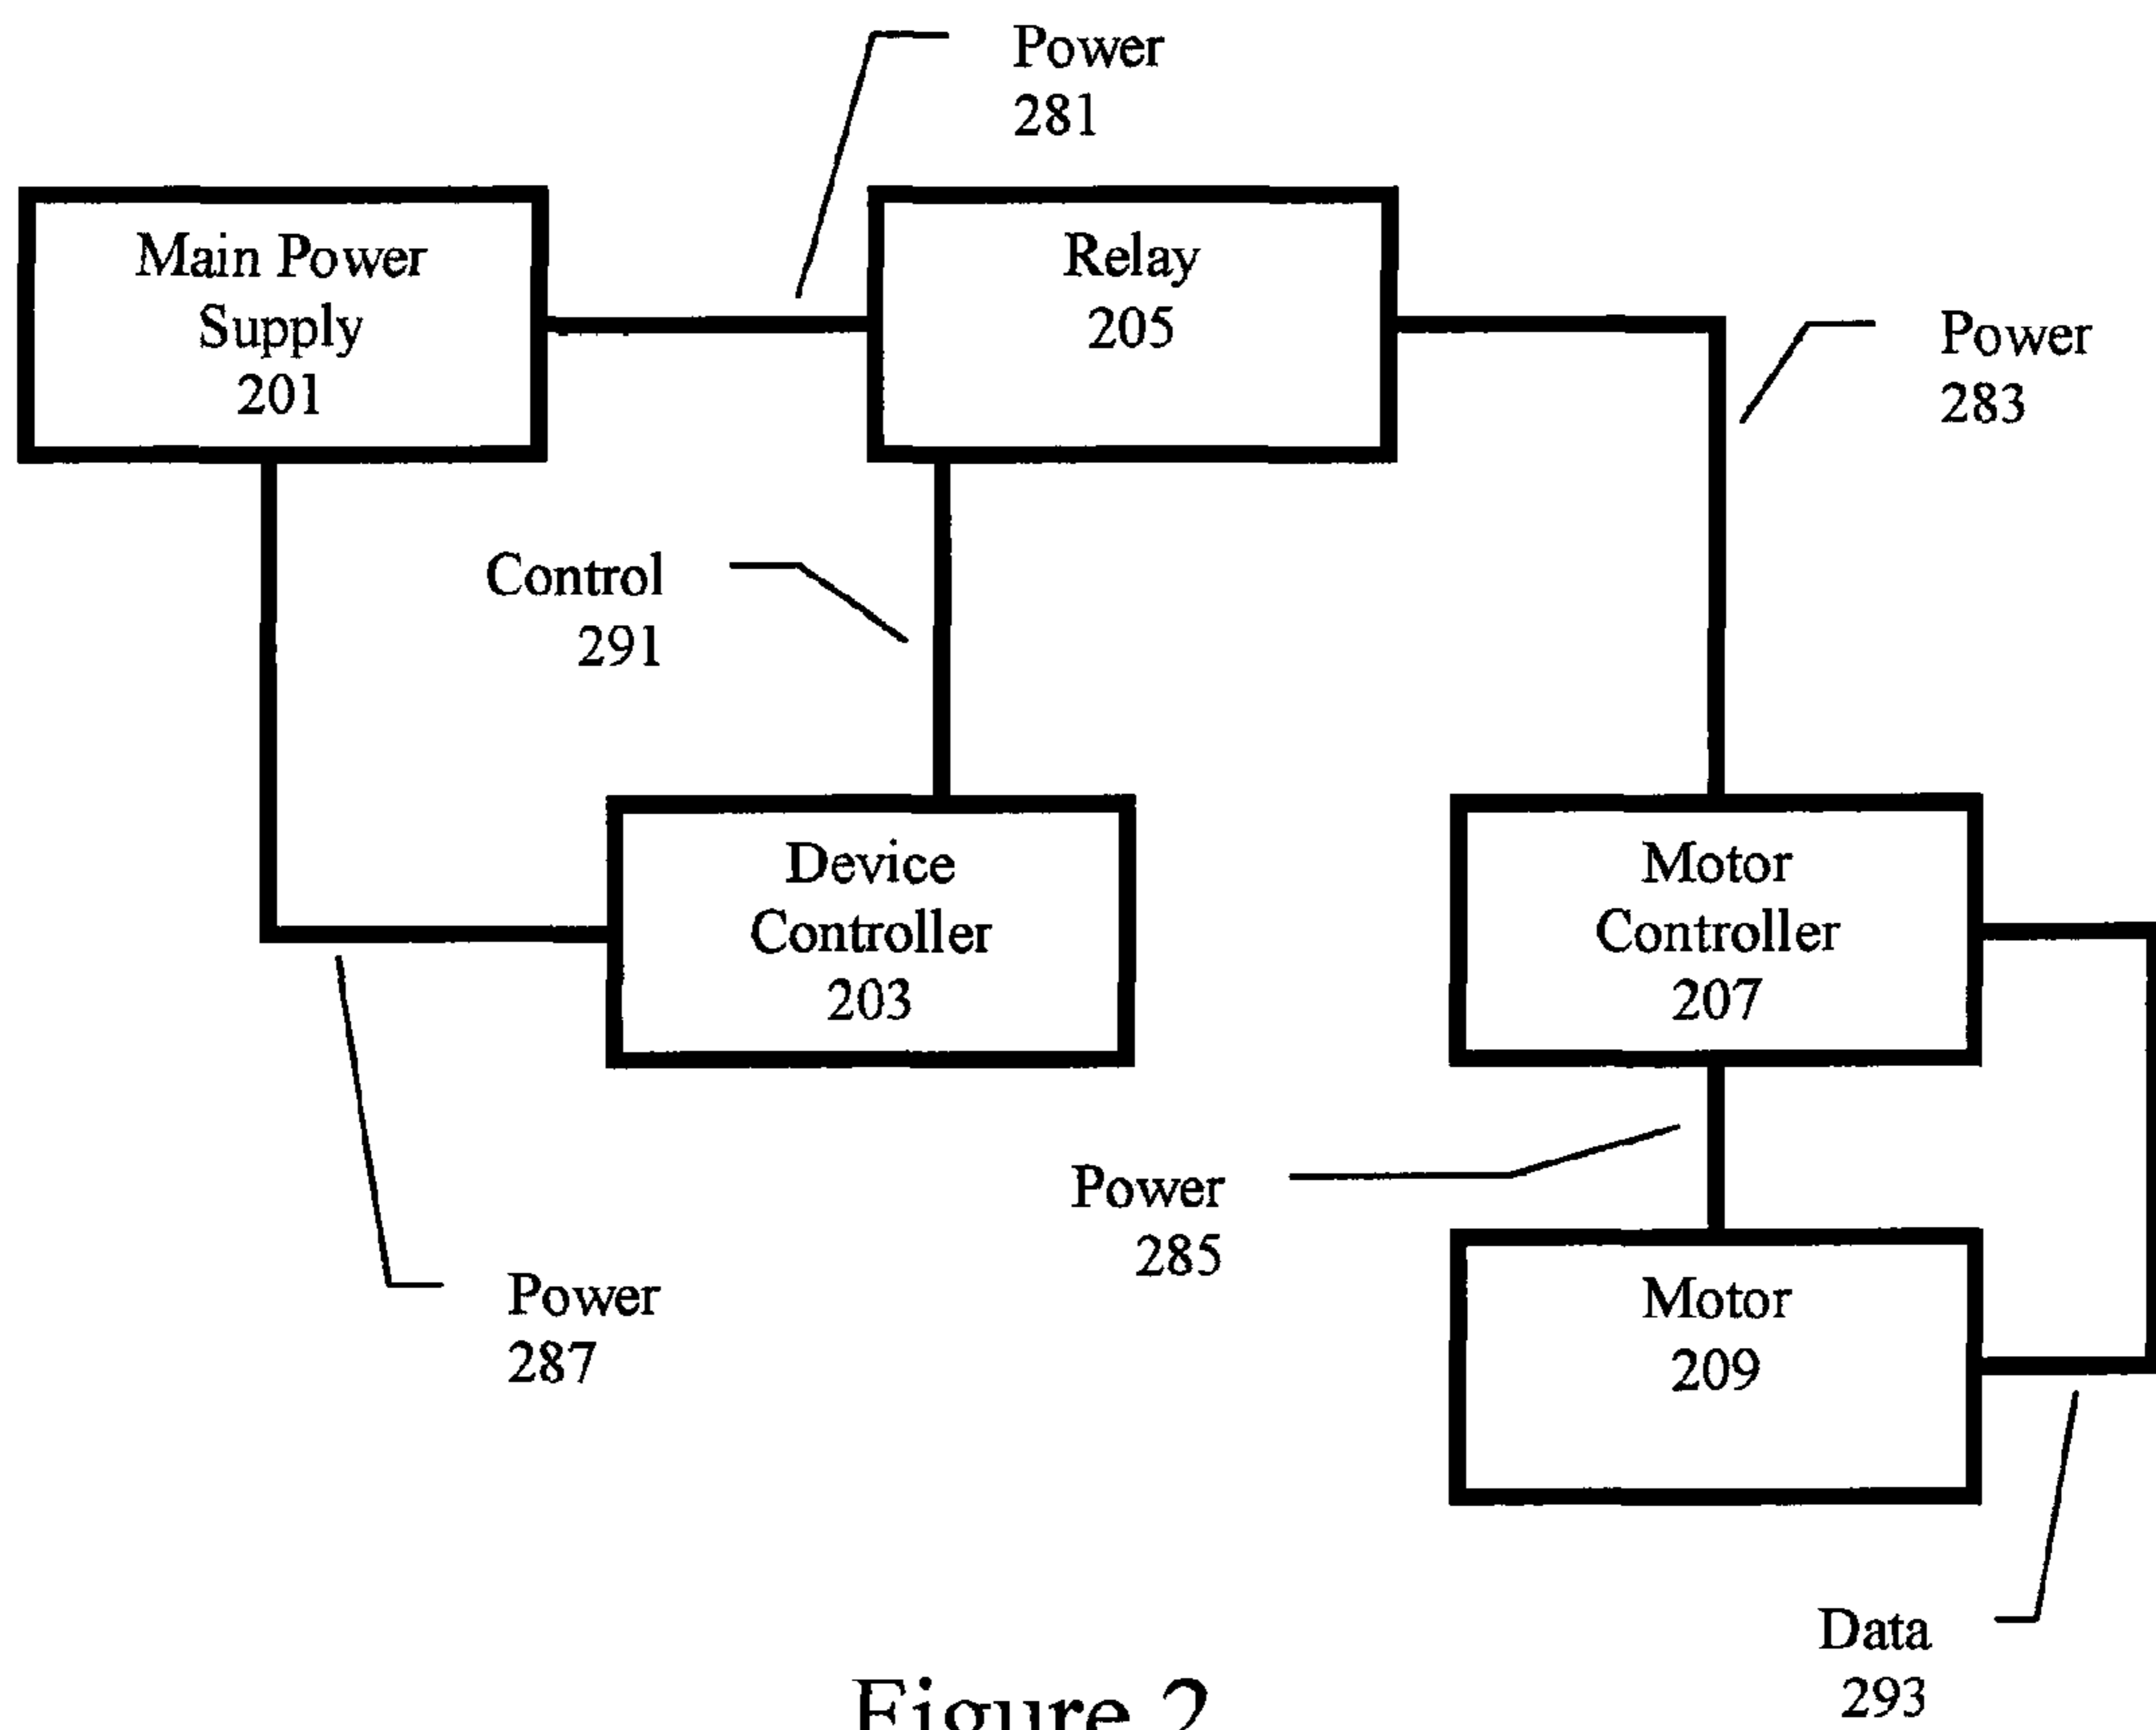 Power
281
Main Power
Supply
201
Relay
205
Power
283
Control
291
Device
Controller
203
Motor
Controller
207
Power
285
Power
287
Motor
209
Data
293
Figure 2